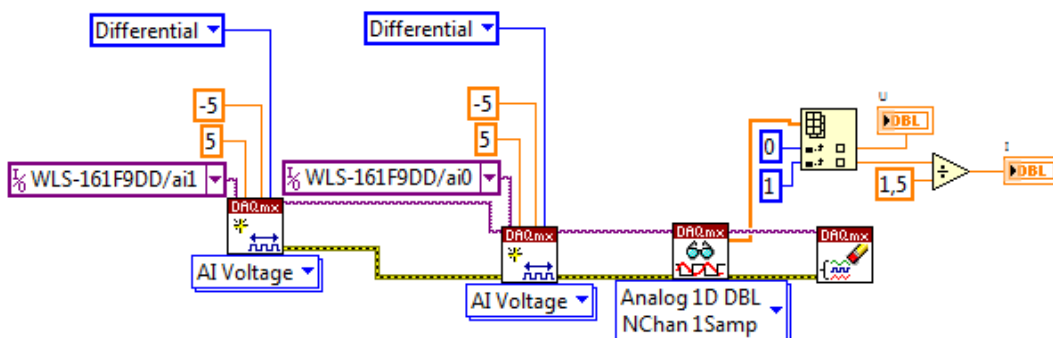 Differential
Differential
-5
5
-5
5
U
DBL
I
DBL
0
1
1,5
I/O WLS-161F9DD/ai1
I/O WLS-161F9DD/ai0
DAQmx
DAQmx
DAQmx
DAQmx
AI Voltage
AI Voltage
Analog 1D DBL
NChan 1Samp